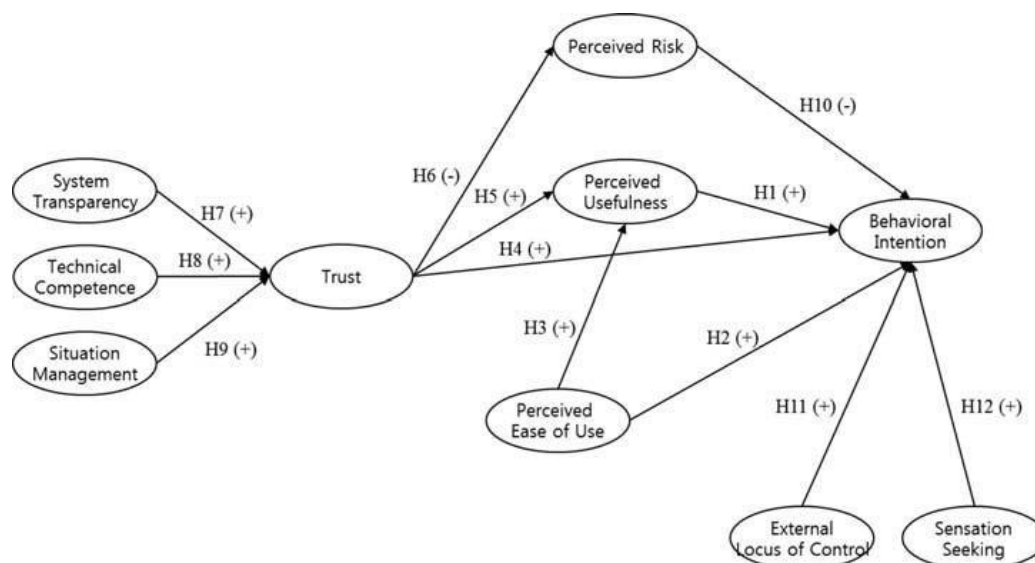 Perceived Risk
H10 (-)
System
Transparency
H6 (-)
H5 (+)
Perceived
Usefulness
H1 (+)
Behavioral
Intention
H7 (+)
H4 (+)
Technical
Competence
H8 (+)
Trust
H3 (+)
H2 (+)
Situation
Management
H9 (+)
Perceived
Ease of Use
H11 (+)
H12 (+)
External
Locus of Control
Sensation
Seeking